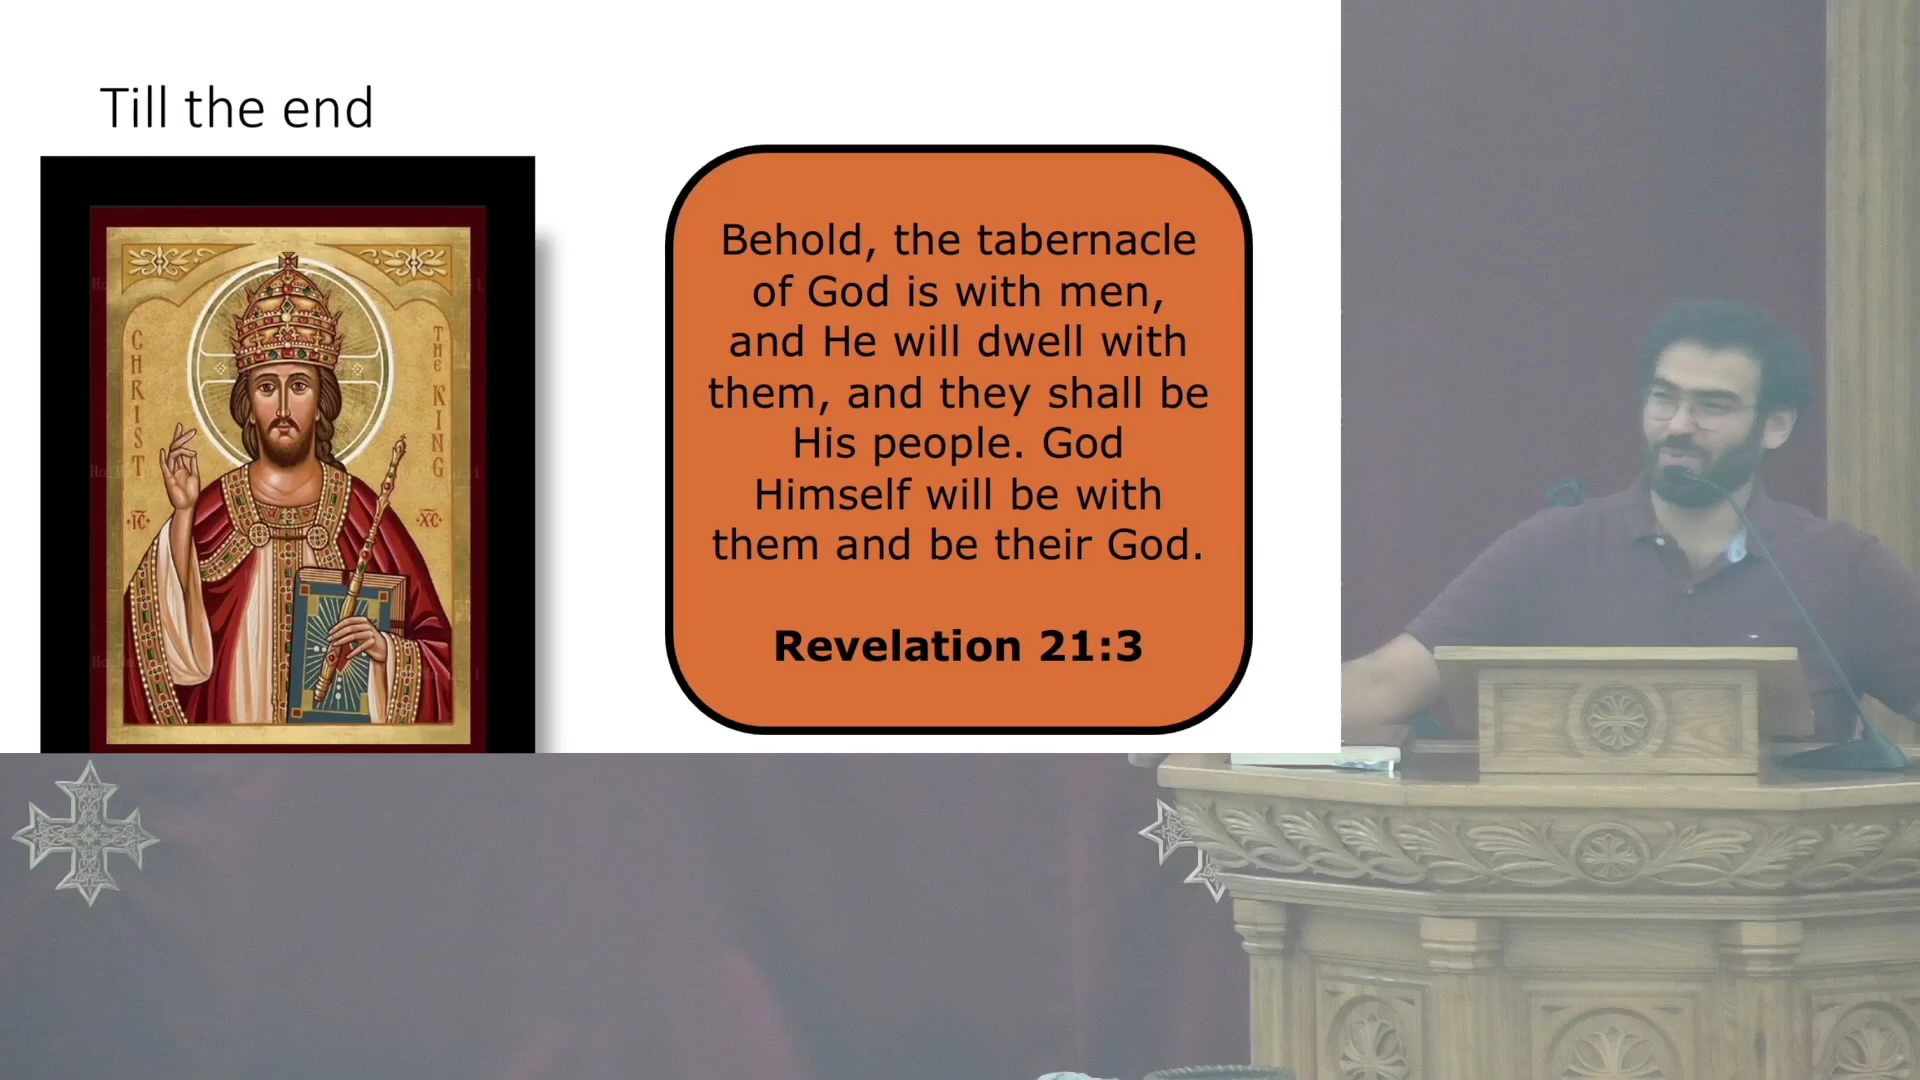 Till the end
CHRIST
THE KING
IC
XC
Behold, the tabernacle
of God is with men,
and He will dwell with
them, and they shall be
His people. God
Himself will be with
them and be their God.
Revelation 21:3